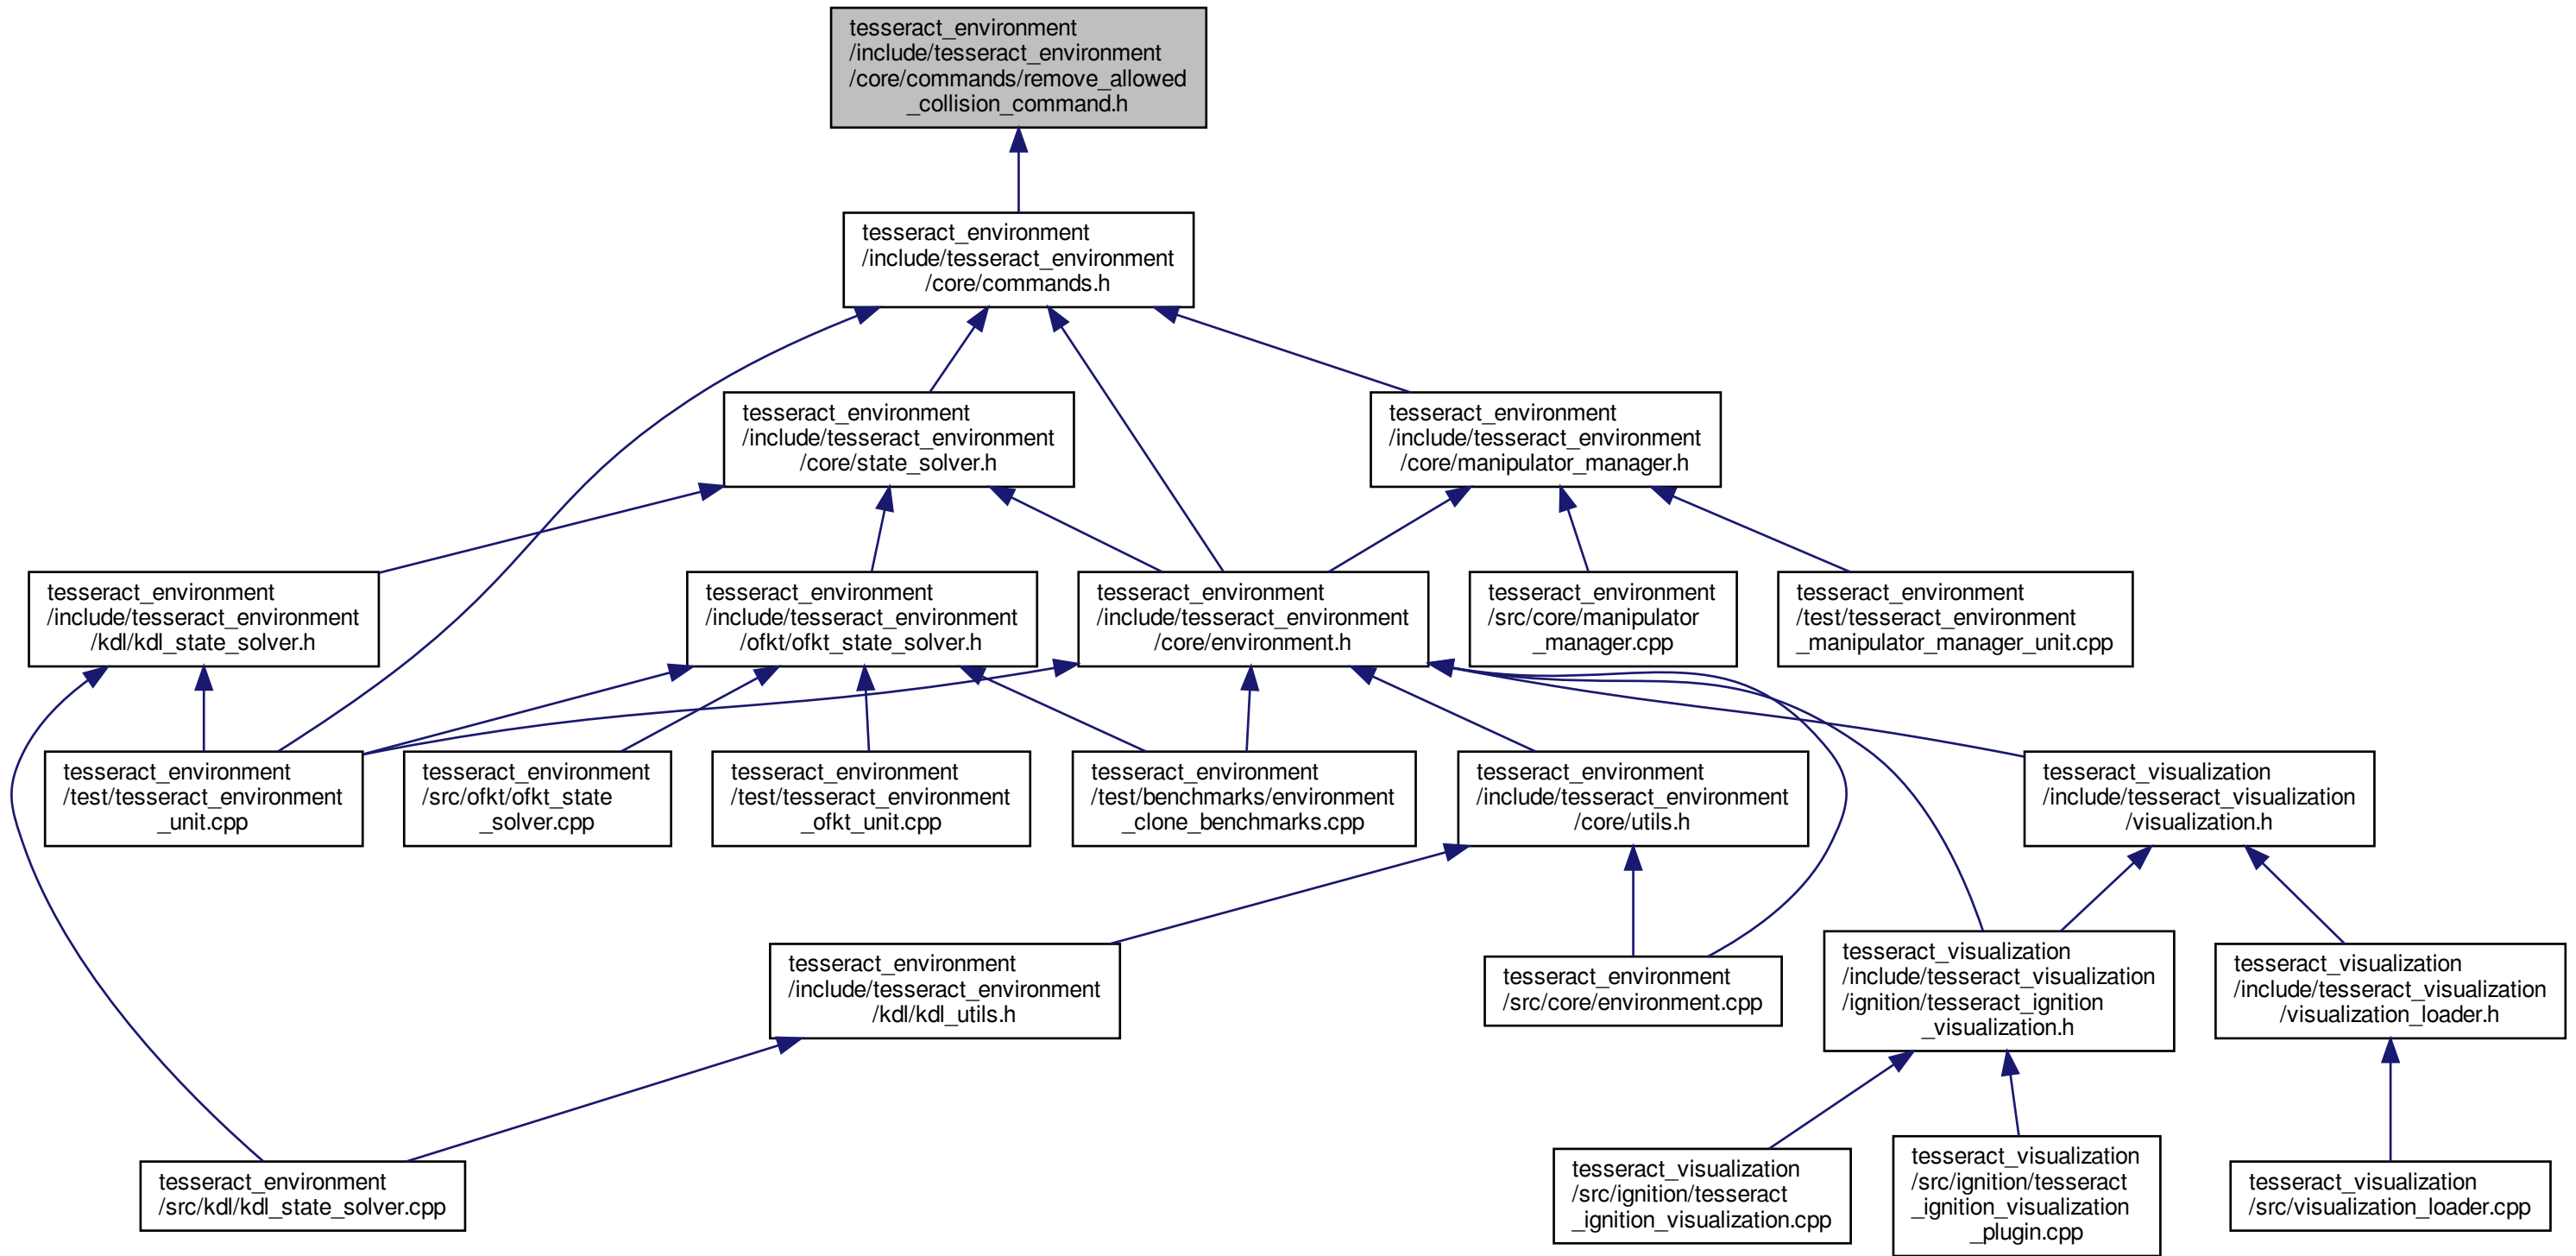 tesseract_environment
/include/tesseract_environment
/core/commands/remove_allowed
_collision_command.h
tesseract_environment
/include/tesseract_environment
/core/commands.h
tesseract_environment
/include/tesseract_environment
/core/state_solver.h
tesseract_environment
/include/tesseract_environment
/core/manipulator_manager.h
tesseract_environment
/include/tesseract_environment
/kdl/kdl_state_solver.h
tesseract_environment
/include/tesseract_environment
/ofkt/ofkt_state_solver.h
tesseract_environment
/include/tesseract_environment
/core/environment.h
tesseract_environment
/src/core/manipulator
_manager.cpp
tesseract_environment
/test/tesseract_environment
_manipulator_manager_unit.cpp
tesseract_environment
/test/tesseract_environment
_unit.cpp
tesseract_environment
/src/ofkt/ofkt_state
_solver.cpp
tesseract_environment
/test/tesseract_environment
_ofkt_unit.cpp
tesseract_environment
/test/benchmarks/environment
_clone_benchmarks.cpp
tesseract_environment
/include/tesseract_environment
/core/utils.h
tesseract_visualization
/include/tesseract_visualization
/visualization.h
tesseract_environment
/include/tesseract_environment
/kdl/kdl_utils.h
tesseract_environment
/src/core/environment.cpp
tesseract_visualization
/include/tesseract_visualization
/ignition/tesseract_ignition
_visualization.h
tesseract_visualization
/include/tesseract_visualization
/visualization_loader.h
tesseract_environment
/src/kdl/kdl_state_solver.cpp
tesseract_visualization
/src/ignition/tesseract
_ignition_visualization.cpp
tesseract_visualization
/src/ignition/tesseract
_ignition_visualization
_plugin.cpp
tesseract_visualization
/src/visualization_loader.cpp